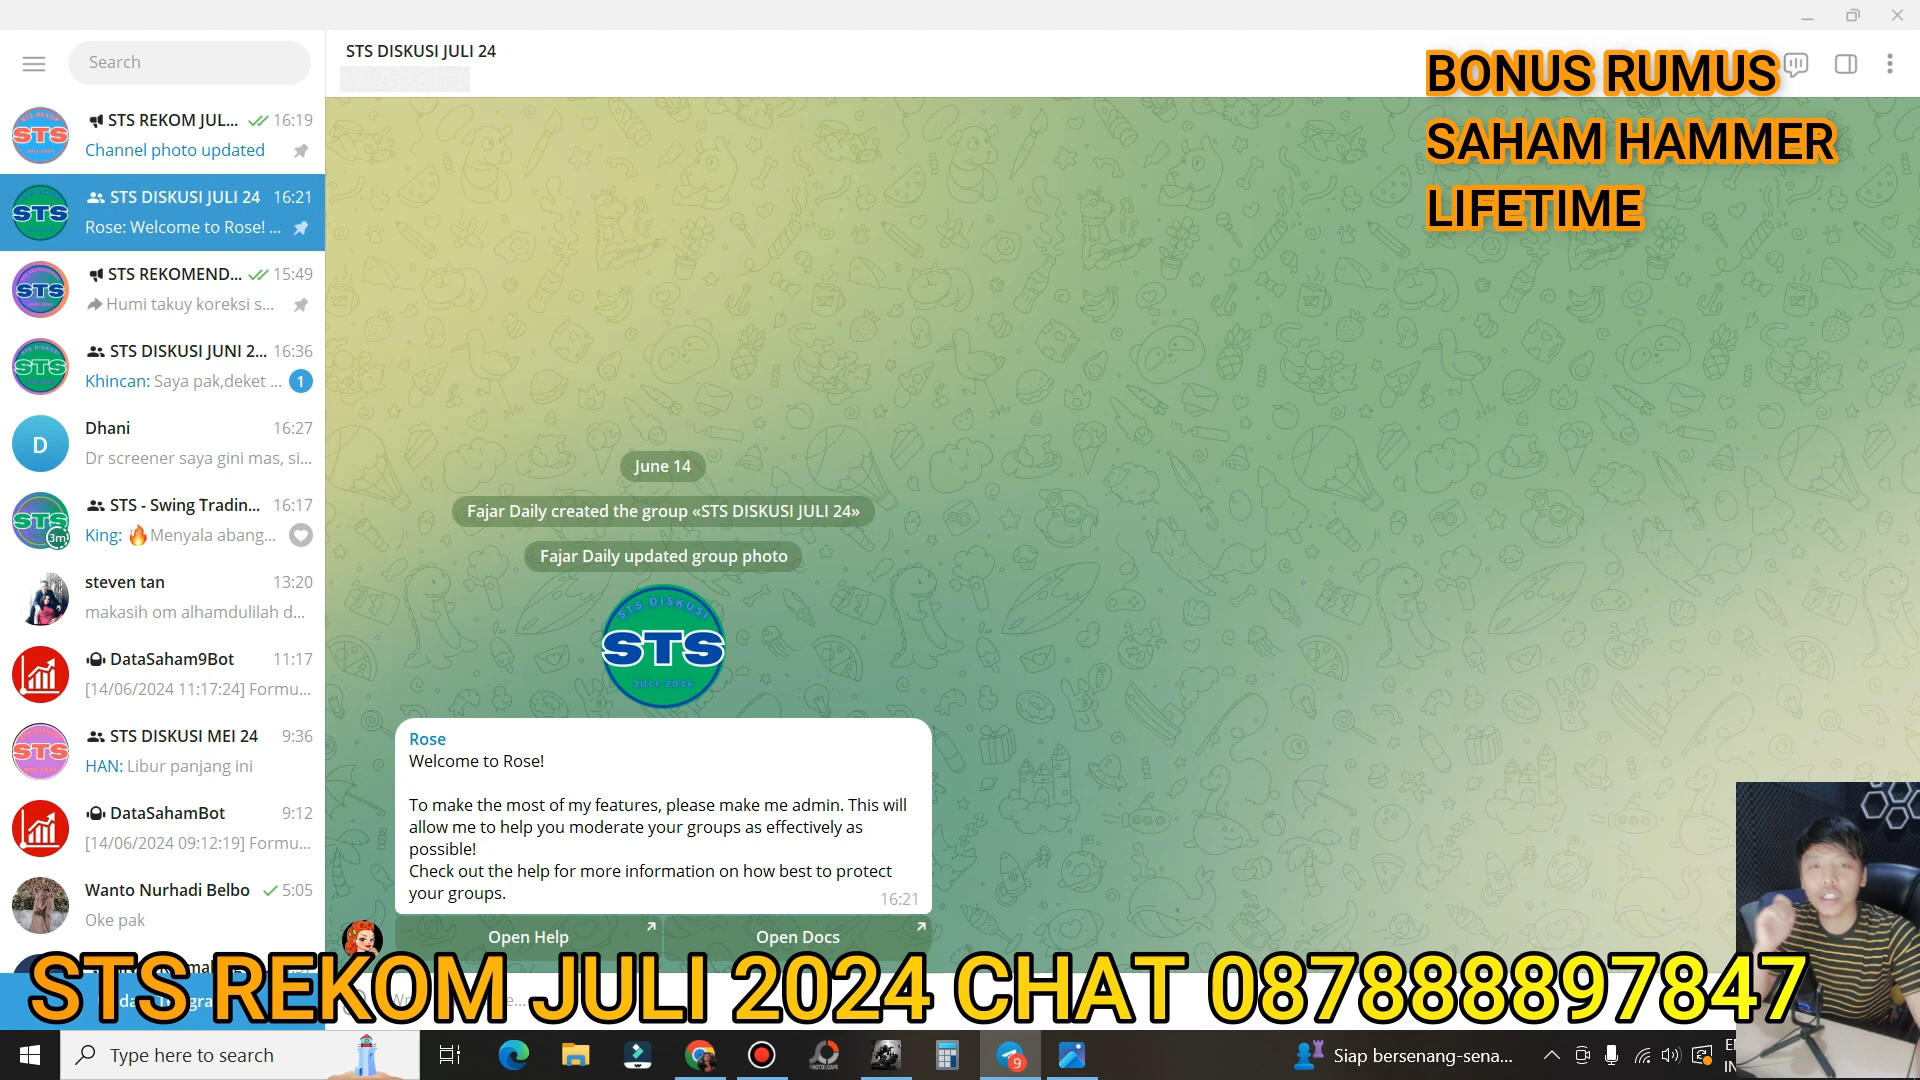 Search
STS REKOM JUL... 16:19
Channel photo updated
STS DISKUSI JULI 24 16:21
Rose: Welcome to Rose! ...
STS REKOMEND... 15:49
Humi takuy koreksi s...
STS DISKUSI JUNI 2... 16:36
Khincan: Saya pak,deket ... 1
D
Dhani 16:27
Dr screener saya gini mas, si...
STS - Swing Tradin... 16:17
3m
King: 🔥Menyala abang...
steven tan 13:20
makasih om alhamdulilah d...
DataSaham9Bot 11:17
[14/06/2024 11:17:24] Formu...
STS DISKUSI MEI 24 9:36
HAN: Libur panjang ini
DataSahamBot 9:12
[14/06/2024 09:12:19] Formu...
Wanto Nurhadi Belbo 5:05
Oke pak
STS DISKUSI JULI 24
BONUS RUMUS
SAHAM HAMMER
LIFETIME
June 14
Fajar Daily created the group «STS DISKUSI JULI 24»
Fajar Daily updated group photo
STS DISKUSI
STS
JULI 2024
Rose
Welcome to Rose!
To make the most of my features, please make me admin. This will
allow me to help you moderate your groups as effectively as
possible!
Check out the help for more information on how best to protect
your groups.
16:21
Open Help
Open Docs
STS REKOM JULI 2024 CHAT 087888897847
Type here to search
9
Siap bersenang-sena...